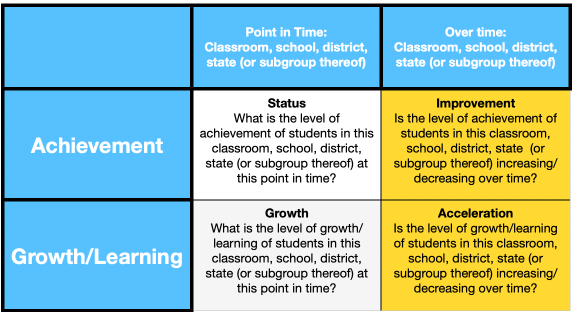 Point in Time:
Classroom, school, district,
state (or subgroup thereof)
Over time:
Classroom, school, district,
state (or subgroup thereof)
Achievement
Status
What is the level of
achievement of students in this
classroom, school, district,
state (or subgroup thereof) at
this point in time?
Improvement
Is the level of achievement of
students in this classroom,
school, district, state (or
subgroup thereof) increasing/
decreasing over time?
Growth/Learning
Growth
What is the level of growth/
learning of students in this
classroom, school, district,
state (or subgroup thereof) at
this point in time?
Acceleration
Is the level of growth/learning
of students in this classroom,
school, district, state (or
subgroup thereof) increasing/
decreasing over time?